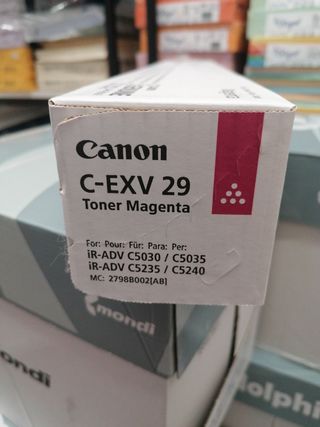 Canon
C-EXV 29
Toner Magenta
For: Pour: Für: Para: Per:
iR-ADV C5030 / C5035
iR-ADV C5235 / C5240
MC: 2798B002[AB]
mondi
ndi
olphi